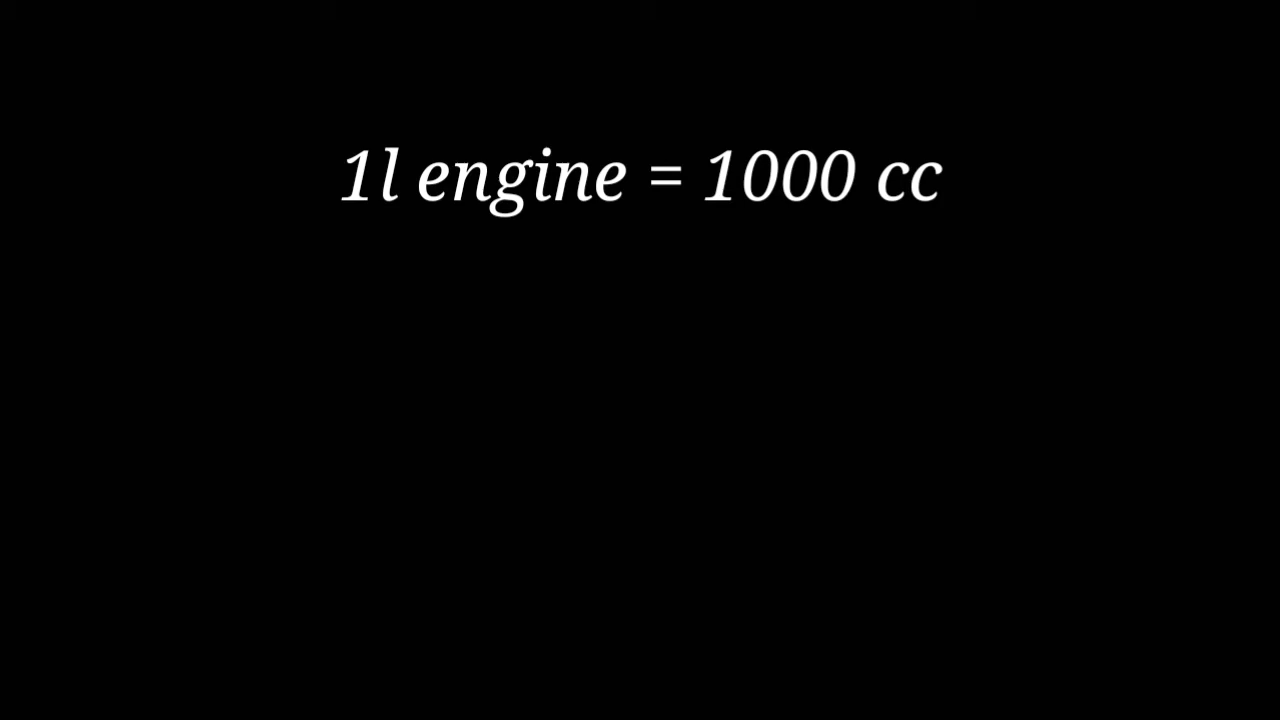 1l engine = 1000 cc